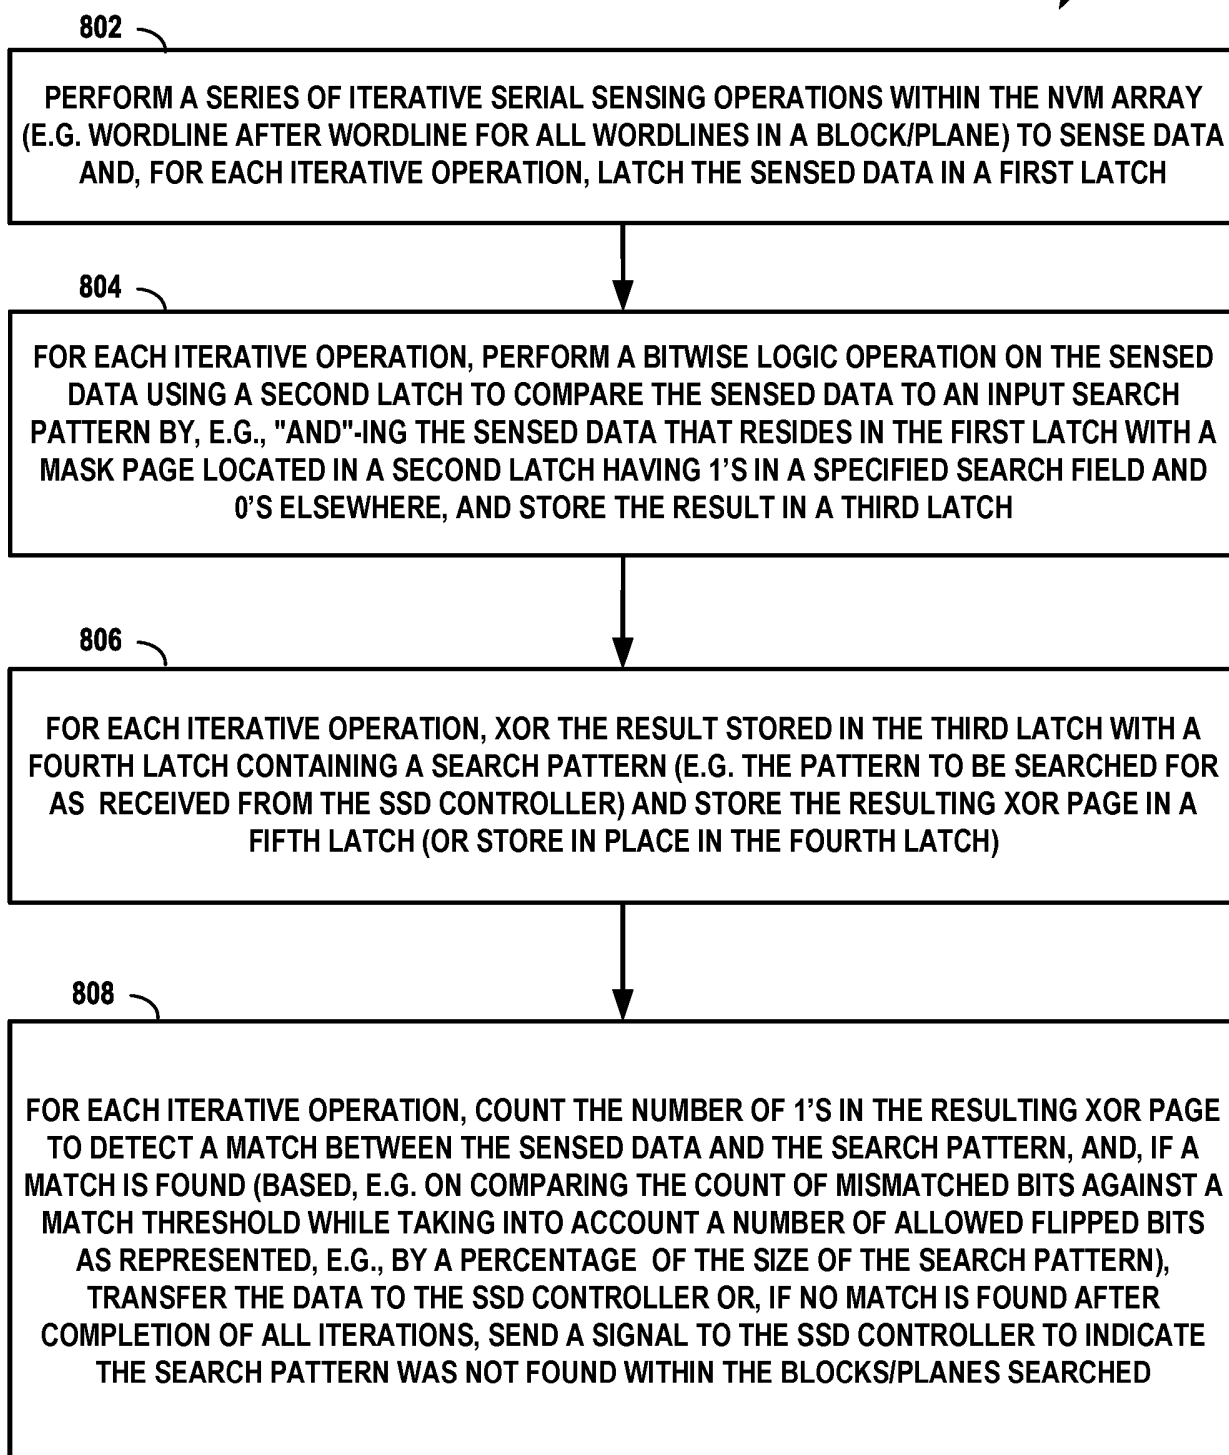 802
PERFORM A SERIES OF ITERATIVE SERIAL SENSING OPERATIONS WITHIN THE NVM ARRAY
(E.G. WORDLINE AFTER WORDLINE FOR ALL WORDLINES IN A BLOCK/PLANE) TO SENSE DATA
AND, FOR EACH ITERATIVE OPERATION, LATCH THE SENSED DATA IN A FIRST LATCH
804
FOR EACH ITERATIVE OPERATION, PERFORM A BITWISE LOGIC OPERATION ON THE SENSED
DATA USING A SECOND LATCH TO COMPARE THE SENSED DATA TO AN INPUT SEARCH
PATTERN BY, E.G., "AND"-ING THE SENSED DATA THAT RESIDES IN THE FIRST LATCH WITH A
MASK PAGE LOCATED IN A SECOND LATCH HAVING 1'S IN A SPECIFIED SEARCH FIELD AND
0'S ELSEWHERE, AND STORE THE RESULT IN A THIRD LATCH
806
FOR EACH ITERATIVE OPERATION, XOR THE RESULT STORED IN THE THIRD LATCH WITH A
FOURTH LATCH CONTAINING A SEARCH PATTERN (E.G. THE PATTERN TO BE SEARCHED FOR
AS RECEIVED FROM THE SSD CONTROLLER) AND STORE THE RESULTING XOR PAGE IN A
FIFTH LATCH (OR STORE IN PLACE IN THE FOURTH LATCH)
808
FOR EACH ITERATIVE OPERATION, COUNT THE NUMBER OF 1'S IN THE RESULTING XOR PAGE
TO DETECT A MATCH BETWEEN THE SENSED DATA AND THE SEARCH PATTERN, AND, IF A
MATCH IS FOUND (BASED, E.G. ON COMPARING THE COUNT OF MISMATCHED BITS AGAINST A
MATCH THRESHOLD WHILE TAKING INTO ACCOUNT A NUMBER OF ALLOWED FLIPPED BITS
AS REPRESENTED, E.G., BY A PERCENTAGE OF THE SIZE OF THE SEARCH PATTERN),
TRANSFER THE DATA TO THE SSD CONTROLLER OR, IF NO MATCH IS FOUND AFTER
COMPLETION OF ALL ITERATIONS, SEND A SIGNAL TO THE SSD CONTROLLER TO INDICATE
THE SEARCH PATTERN WAS NOT FOUND WITHIN THE BLOCKS/PLANES SEARCHED